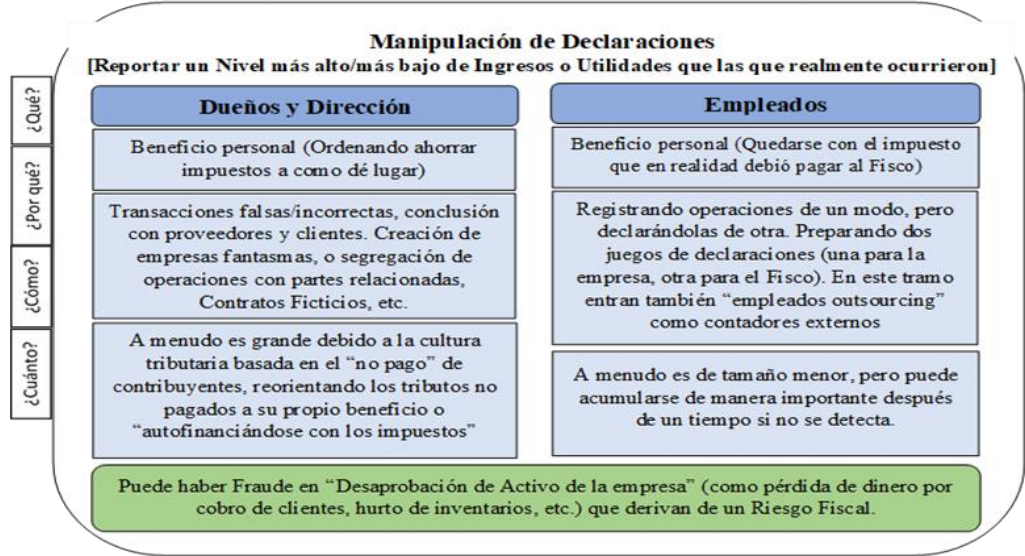 Manipulación de Declaraciones
[Reportar un Nivel más alto/más bajo de Ingresos o Utilidades que las que realmente ocurrieron]
¿Qué?
¿Por qué?
¿Cómo?
¿Cuánto?
Dueños y Dirección
Beneficio personal (Ordenando ahorrar
impuestos a como dé lugar)
Transacciones falsas/incorrectas, conclusión
con proveedores y clientes. Creación de
empresas fantasmas, o segregación de
operaciones con partes relacionadas,
Contratos Ficticios, etc.
A menudo es grande debido a la cultura
tributaria basada en el “no pago” de
contribuyentes, reorientando los tributos no
pagados a su propio beneficio o
“autofinanciándose con los impuestos”
Empleados
Beneficio personal (Quedarse con el impuesto
que en realidad debió pagar al Fisco)
Registrando operaciones de un modo, pero
declarándolas de otra. Preparando dos
juegos de declaraciones (una para la
empresa, otra para el Fisco). En este tramo
entran también “empleados outsourcing”
como contadores externos
A menudo es de tamaño menor, pero puede
acumularse de manera importante después
de un tiempo si no se detecta.
Puede haber Fraude en “Desaprobación de Activo de la empresa” (como pérdida de dinero por
cobro de clientes, hurto de inventarios, etc.) que derivan de un Riesgo Fiscal.